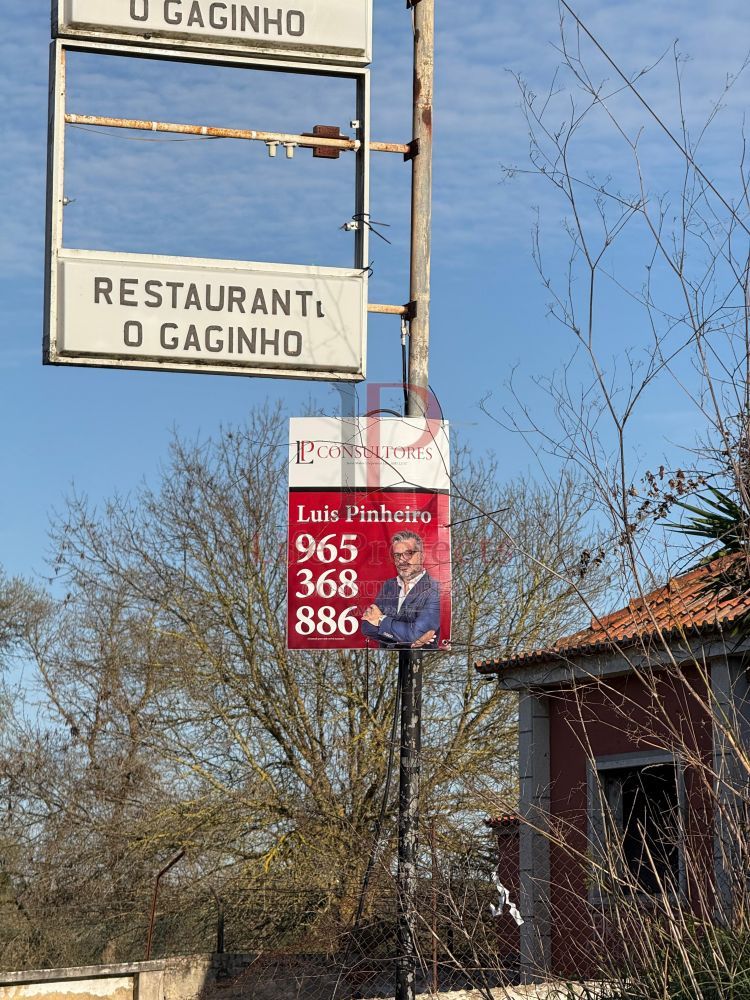 O GAGINHO
RESTAURANTE
O GAGINHO
LP CONSULTORES
Luis Pinheiro
965
368
886